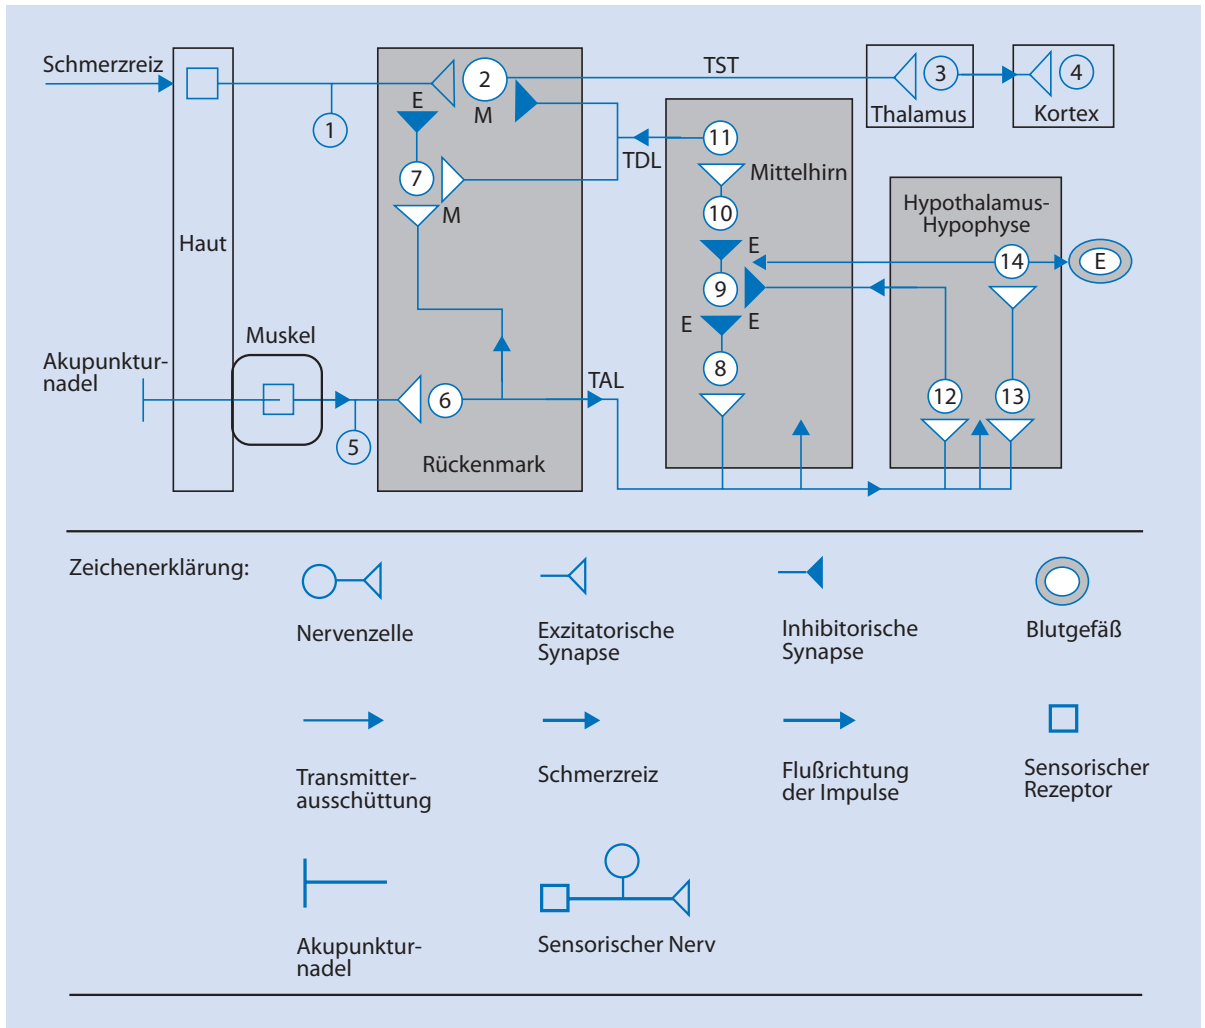 Schmerzreiz
1
E
2
M
TST
3
Thalamus
4
Kortex
7
M
TDL
11
Mittelhirn
10
E
9
E
E
8
Hypothalamus-
Hypophyse
14
E
12
13
Haut
Muskel
Akupunktur-
nadel
5
6
TAL
Rückenmark
Zeichenerklärung:
Nervenzelle
Exzitatorische
Synapse
Inhibitorische
Synapse
Blutgefäß
Transmitter-
ausschüttung
Schmerzreiz
Flußrichtung
der Impulse
Sensorischer
Rezeptor
Akupunktur-
nadel
Sensorischer Nerv